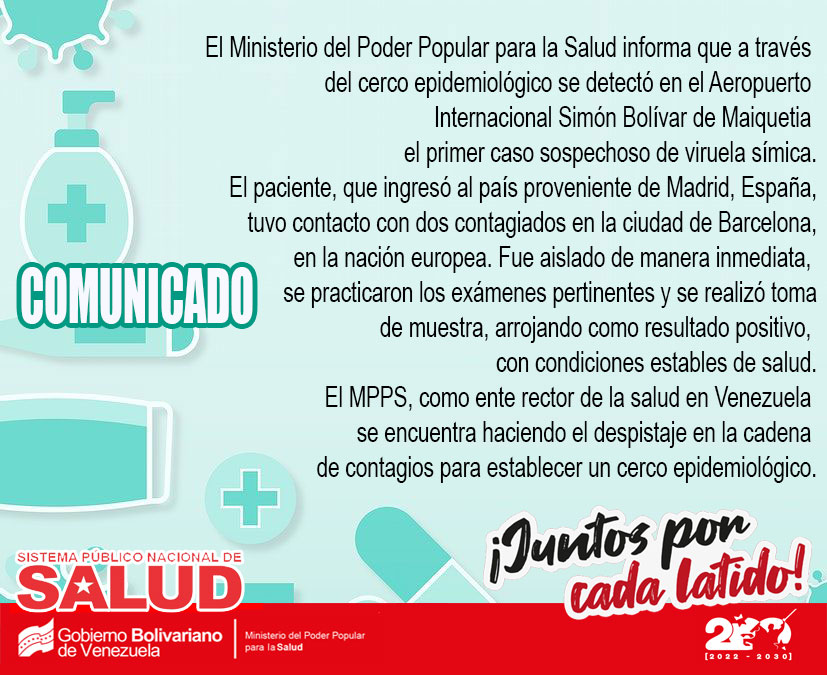 El Ministerio del Poder Popular para la Salud informa que a través
del cerco epidemiológico se detectó en el Aeropuerto
Internacional Simón Bolívar de Maiquetia
el primer caso sospechoso de viruela símica.
El paciente, que ingresó al país proveniente de Madrid, España,
tuvo contacto con dos contagiados en la ciudad de Barcelona,
en la nación europea. Fue aislado de manera inmediata,
se practicaron los exámenes pertinentes y se realizó toma
de muestra, arrojando como resultado positivo,
con condiciones estables de salud.
El MPPS, como ente rector de la salud en Venezuela
se encuentra haciendo el despistaje en la cadena
de contagios para establecer un cerco epidemiológico.
COMUNICADO
¡Juntos por
cada latido!
SISTEMA PÚBLICO NACIONAL DE
SALUD
Gobierno Bolivariano
de Venezuela
Ministerio del Poder Popular
para la Salud
200
[2022 - 2030]